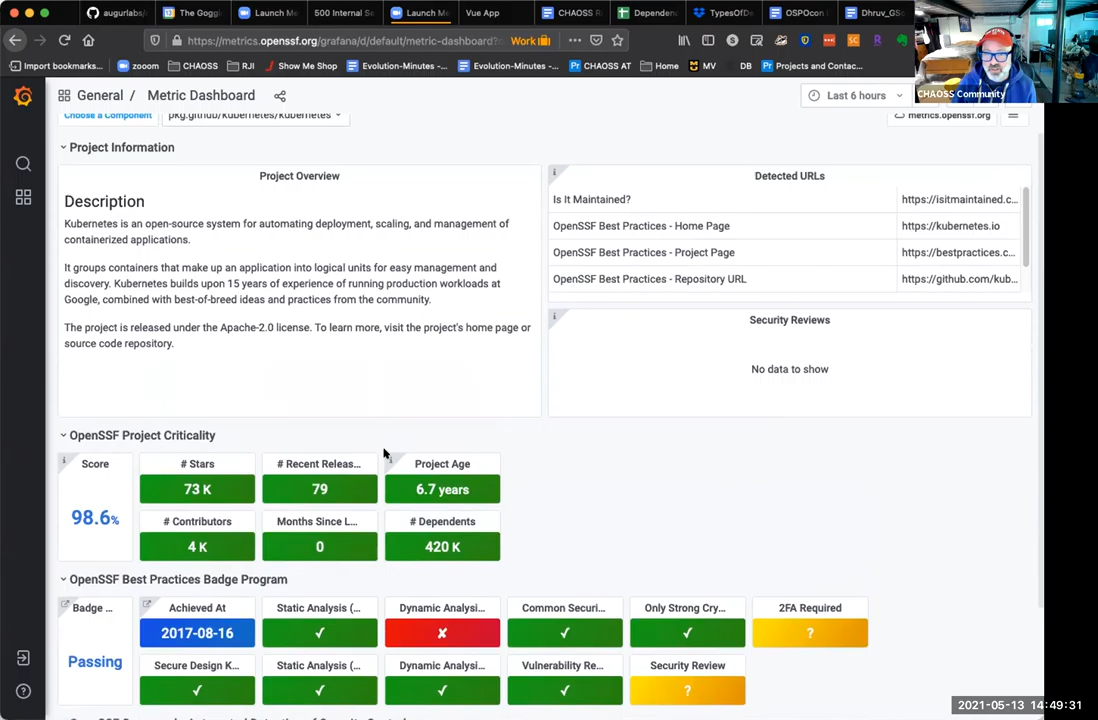 augurlabs/
The Goggi
Launch Me
500 Internal Se
Launch Me
Vue App
CHAOSS R
Dependen
TypesOfDe
OSPOcon
Dhruv_GSc
https://metrics.openssf.org/grafana/d/default/metric-dashboard?
Work
Import bookmarks...
zooom
CHAOSS
RJI
Show Me Shop
Evolution-Minutes -...
Evolution-Minutes -...
CHAOSS AT
Home
MV
DB
Projects and Contac...
CHAOSS Community
General / Metric Dashboard
Last 6 hours
Choose a Component
pkg:github/kubernetes/kubernetes
metrics.openssf.org
Project Information
Project Overview
Description
Kubernetes is an open-source system for automating deployment, scaling, and management of
containerized applications.
It groups containers that make up an application into logical units for easy management and
discovery. Kubernetes builds upon 15 years of experience of running production workloads at
Google, combined with best-of-breed ideas and practices from the community.
The project is released under the Apache-2.0 license. To learn more, visit the project's home page or
source code repository.
Detected URLs
Is It Maintained? https://isitmaintained.c...
OpenSSF Best Practices - Home Page https://kubernetes.io
OpenSSF Best Practices - Project Page https://bestpractices.c...
OpenSSF Best Practices - Repository URL https://github.com/kub...
Security Reviews
No data to show
OpenSSF Project Criticality
Score
98.6%
# Stars
73 K
# Recent Releas...
79
Project Age
6.7 years
# Contributors
4 K
Months Since L...
0
# Dependents
420 K
OpenSSF Best Practices Badge Program
Badge ...
Passing
Achieved At
2017-08-16
Static Analysis (...
✓
Dynamic Analysi...
✘
Common Securi...
✓
Only Strong Cry...
✓
2FA Required
?
Secure Design K...
✓
Static Analysis (...
✓
Dynamic Analysi...
✓
Vulnerability Re...
✓
Security Review
?
2021-05-13 14:49:31